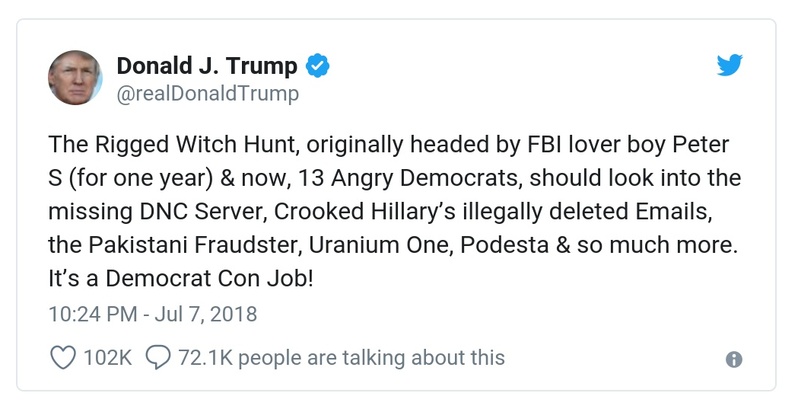 Donald J. Trump
@realDonaldTrump
The Rigged Witch Hunt, originally headed by FBI lover boy Peter
S (for one year) & now, 13 Angry Democrats, should look into the
missing DNC Server, Crooked Hillary’s illegally deleted Emails,
the Pakistani Fraudster, Uranium One, Podesta & so much more.
It’s a Democrat Con Job!
10:24 PM - Jul 7, 2018
102K 72.1K people are talking about this